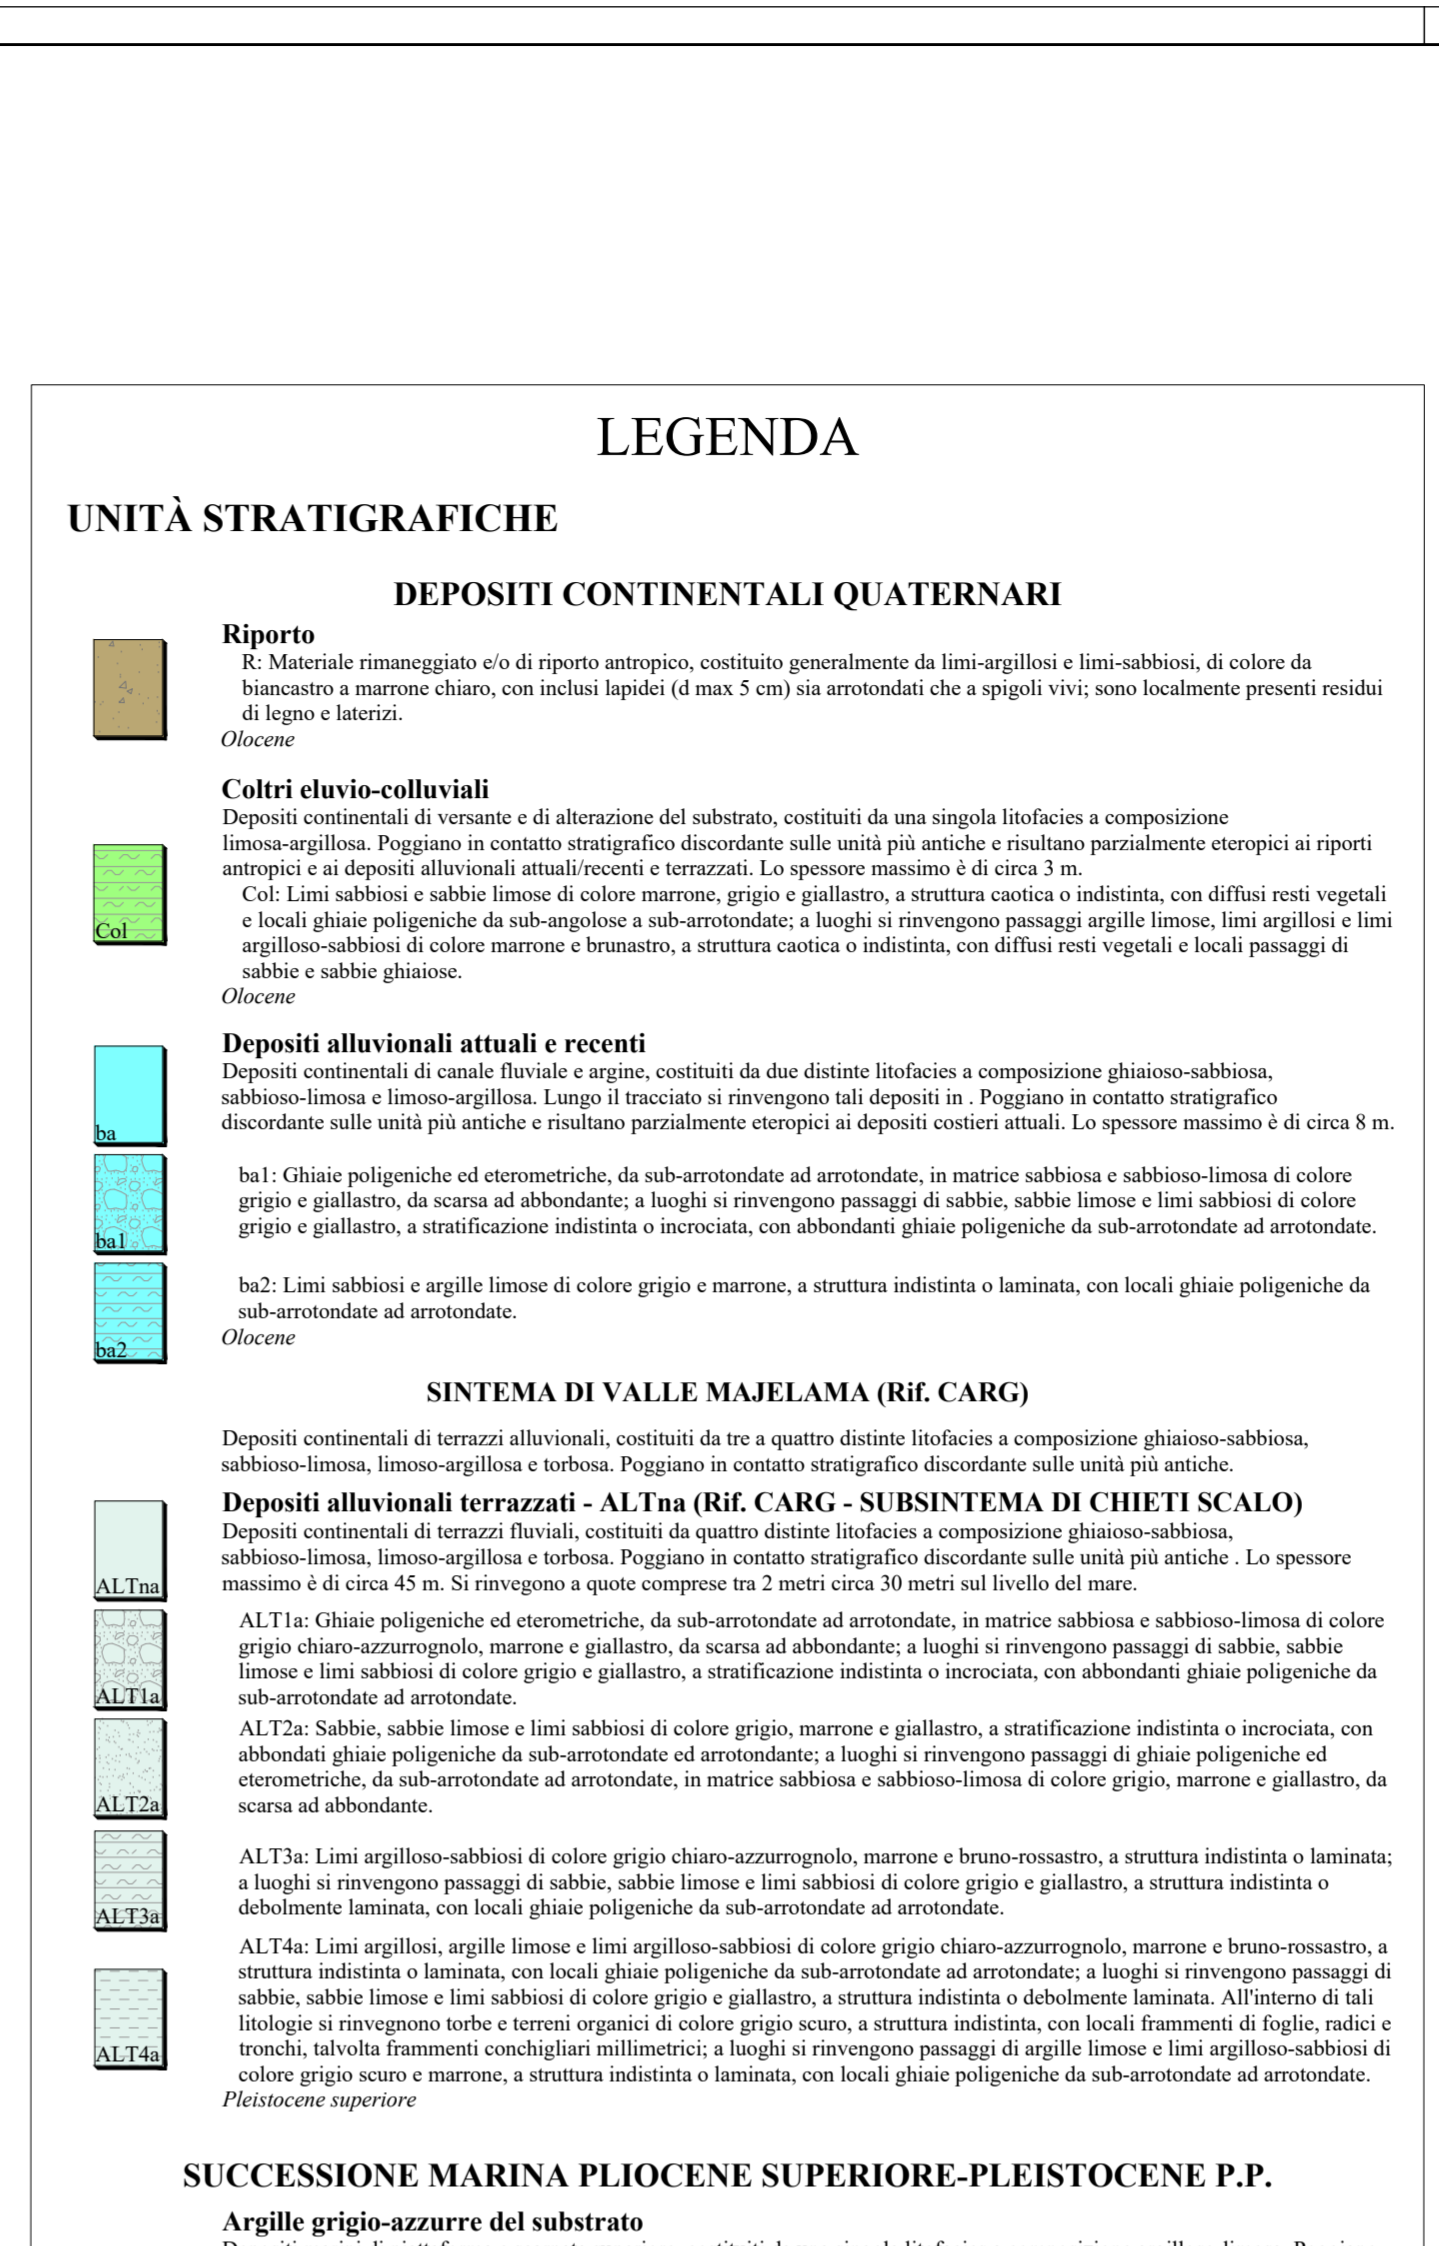 LEGENDA
UNITÀ STRATIGRAFICHE
DEPOSITI CONTINENTALI QUATERNARI
Riporto
R: Materiale rimaneggiato e/o di riporto antropico, costituito generalmente da limi-argillosi e limi-sabbiosi, di colore da
biancastro a marrone chiaro, con inclusi lapidei (d max 5 cm) sia arrotondati che a spigoli vivi; sono localmente presenti residui
di legno e laterizi.
Olocene
Coltri eluvio-colluviali
Depositi continentali di versante e di alterazione del substrato, costituiti da una singola litofacies a composizione
limosa-argillosa. Poggiano in contatto stratigrafico discordante sulle unità più antiche e risultano parzialmente eteropici ai riporti
antropici e ai depositi alluvionali attuali/recenti e terrazzati. Lo spessore massimo è di circa 3 m.
Col
Col: Limi sabbiosi e sabbie limose di colore marrone, grigio e giallastro, a struttura caotica o indistinta, con diffusi resti vegetali
e locali ghiaie poligeniche da sub-angolose a sub-arrotondate; a luoghi si rinvengono passaggi argille limose, limi argillosi e limi
argilloso-sabbiosi di colore marrone e brunastro, a struttura caotica o indistinta, con diffusi resti vegetali e locali passaggi di
sabbie e sabbie ghiaiose.
Olocene
Depositi alluvionali attuali e recenti
Depositi continentali di canale fluviale e argine, costituiti da due distinte litofacies a composizione ghiaioso-sabbiosa,
sabbioso-limosa e limoso-argillosa. Lungo il tracciato si rinvengono tali depositi in . Poggiano in contatto stratigrafico
discordante sulle unità più antiche e risultano parzialmente eteropici ai depositi costieri attuali. Lo spessore massimo è di circa 8 m.
ba
ba1: Ghiaie poligeniche ed eterometriche, da sub-arrotondate ad arrotondate, in matrice sabbiosa e sabbioso-limosa di colore
grigio e giallastro, da scarsa ad abbondante; a luoghi si rinvengono passaggi di sabbie, sabbie limose e limi sabbiosi di colore
grigio e giallastro, a stratificazione indistinta o incrociata, con abbondanti ghiaie poligeniche da sub-arrotondate ad arrotondate.
ba1
ba2: Limi sabbiosi e argille limose di colore grigio e marrone, a struttura indistinta o laminata, con locali ghiaie poligeniche da
sub-arrotondate ad arrotondate.
Olocene
ba2
SINTEMA DI VALLE MAJELAMA (Rif. CARG)
Depositi continentali di terrazzi alluvionali, costituiti da tre a quattro distinte litofacies a composizione ghiaioso-sabbiosa,
sabbioso-limosa, limoso-argillosa e torbosa. Poggiano in contatto stratigrafico discordante sulle unità più antiche.
Depositi alluvionali terrazzati - ALTna (Rif. CARG - SUBSINTEMA DI CHIETI SCALO)
Depositi continentali di terrazzi fluviali, costituiti da quattro distinte litofacies a composizione ghiaioso-sabbiosa,
sabbioso-limosa, limoso-argillosa e torbosa. Poggiano in contatto stratigrafico discordante sulle unità più antiche . Lo spessore
massimo è di circa 45 m. Si rinvegono a quote comprese tra 2 metri circa 30 metri sul livello del mare.
ALTna
ALT1a: Ghiaie poligeniche ed eterometriche, da sub-arrotondate ad arrotondate, in matrice sabbiosa e sabbioso-limosa di colore
grigio chiaro-azzurrognolo, marrone e giallastro, da scarsa ad abbondante; a luoghi si rinvengono passaggi di sabbie, sabbie
limose e limi sabbiosi di colore grigio e giallastro, a stratificazione indistinta o incrociata, con abbondanti ghiaie poligeniche da
sub-arrotondate ad arrotondate.
ALT1a
ALT2a: Sabbie, sabbie limose e limi sabbiosi di colore grigio, marrone e giallastro, a stratificazione indistinta o incrociata, con
abbondati ghiaie poligeniche da sub-arrotondate ed arrotondante; a luoghi si rinvengono passaggi di ghiaie poligeniche ed
eterometriche, da sub-arrotondate ad arrotondate, in matrice sabbiosa e sabbioso-limosa di colore grigio, marrone e giallastro, da
scarsa ad abbondante.
ALT2a
ALT3a: Limi argilloso-sabbiosi di colore grigio chiaro-azzurrognolo, marrone e bruno-rossastro, a struttura indistinta o laminata;
a luoghi si rinvengono passaggi di sabbie, sabbie limose e limi sabbiosi di colore grigio e giallastro, a struttura indistinta o
debolmente laminata, con locali ghiaie poligeniche da sub-arrotondate ad arrotondate.
ALT3a
ALT4a: Limi argillosi, argille limose e limi argilloso-sabbiosi di colore grigio chiaro-azzurrognolo, marrone e bruno-rossastro, a
struttura indistinta o laminata, con locali ghiaie poligeniche da sub-arrotondate ad arrotondate; a luoghi si rinvengono passaggi di
sabbie, sabbie limose e limi sabbiosi di colore grigio e giallastro, a struttura indistinta o debolmente laminata. All'interno di tali
litologie si rinvegnono torbe e terreni organici di colore grigio scuro, a struttura indistinta, con locali frammenti di foglie, radici e
tronchi, talvolta frammenti conchigliari millimetrici; a luoghi si rinvengono passaggi di argille limose e limi argilloso-sabbiosi di
colore grigio scuro e marrone, a struttura indistinta o laminata, con locali ghiaie poligeniche da sub-arrotondate ad arrotondate.
ALT4a
Pleistocene superiore
SUCCESSIONE MARINA PLIOCENE SUPERIORE-PLEISTOCENE P.P.
Argille grigio-azzurre del substrato